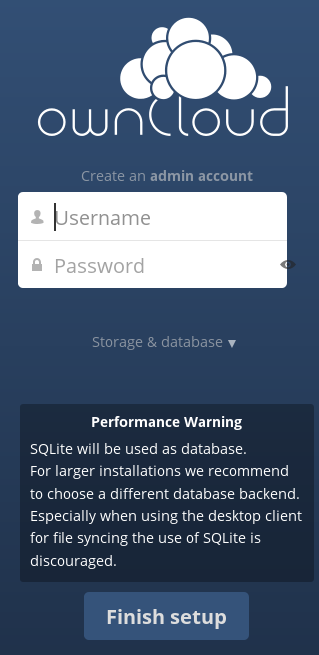 ownCloud
Create an admin account
Username
Password
Storage & database ▼
Performance Warning
SQLite will be used as database.
For larger installations we recommend
to choose a different database backend.
Especially when using the desktop client
for file syncing the use of SQLite is
discouraged.
Finish setup